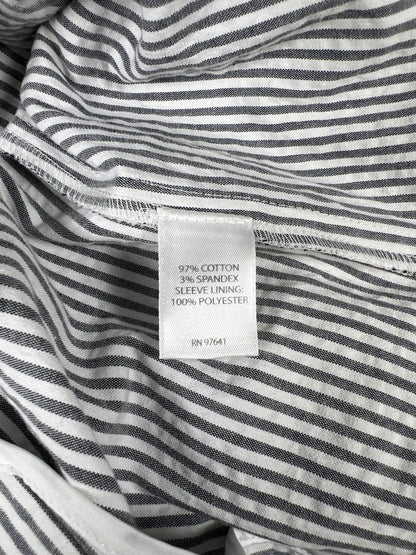 97% COTTON
3% SPANDEX
SLEEVE LINING:
100% POLYESTER
RN 97641